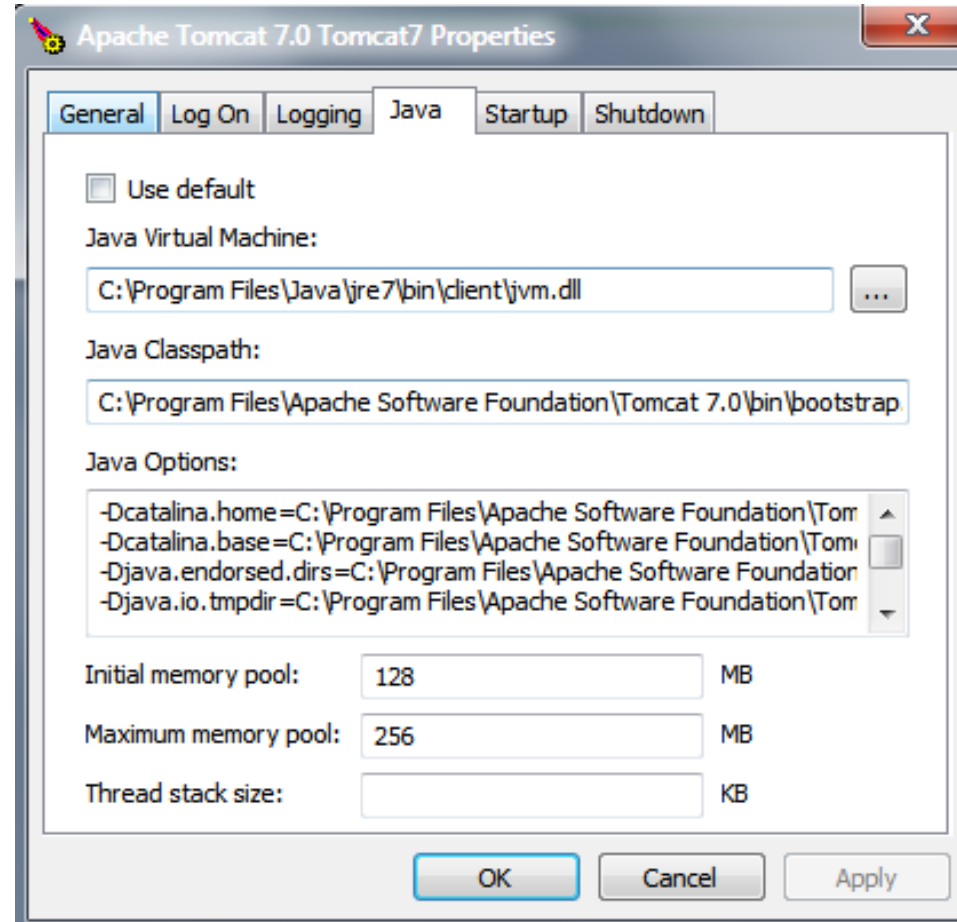 Apache Tomcat 7.0 Tomcat7 Properties
General Log On Logging Java Startup Shutdown
Use default
Java Virtual Machine:
C:\Program Files\Java\jre7\bin\client\jvm.dll
...
Java Classpath:
C:\Program Files\Apache Software Foundation\Tomcat 7.0\bin\bootstrap.
Java Options:
-Dcatalina.home=C:\Program Files\Apache Software Foundation\Tom
-Dcatalina.base=C:\Program Files\Apache Software Foundation\Tomc
-Djava.endorsed.dirs=C:\Program Files\Apache Software Foundation
-Djava.io.tmpdir=C:\Program Files\Apache Software Foundation\Tom
Initial memory pool: 128 MB
Maximum memory pool: 256 MB
Thread stack size: KB
OK Cancel Apply